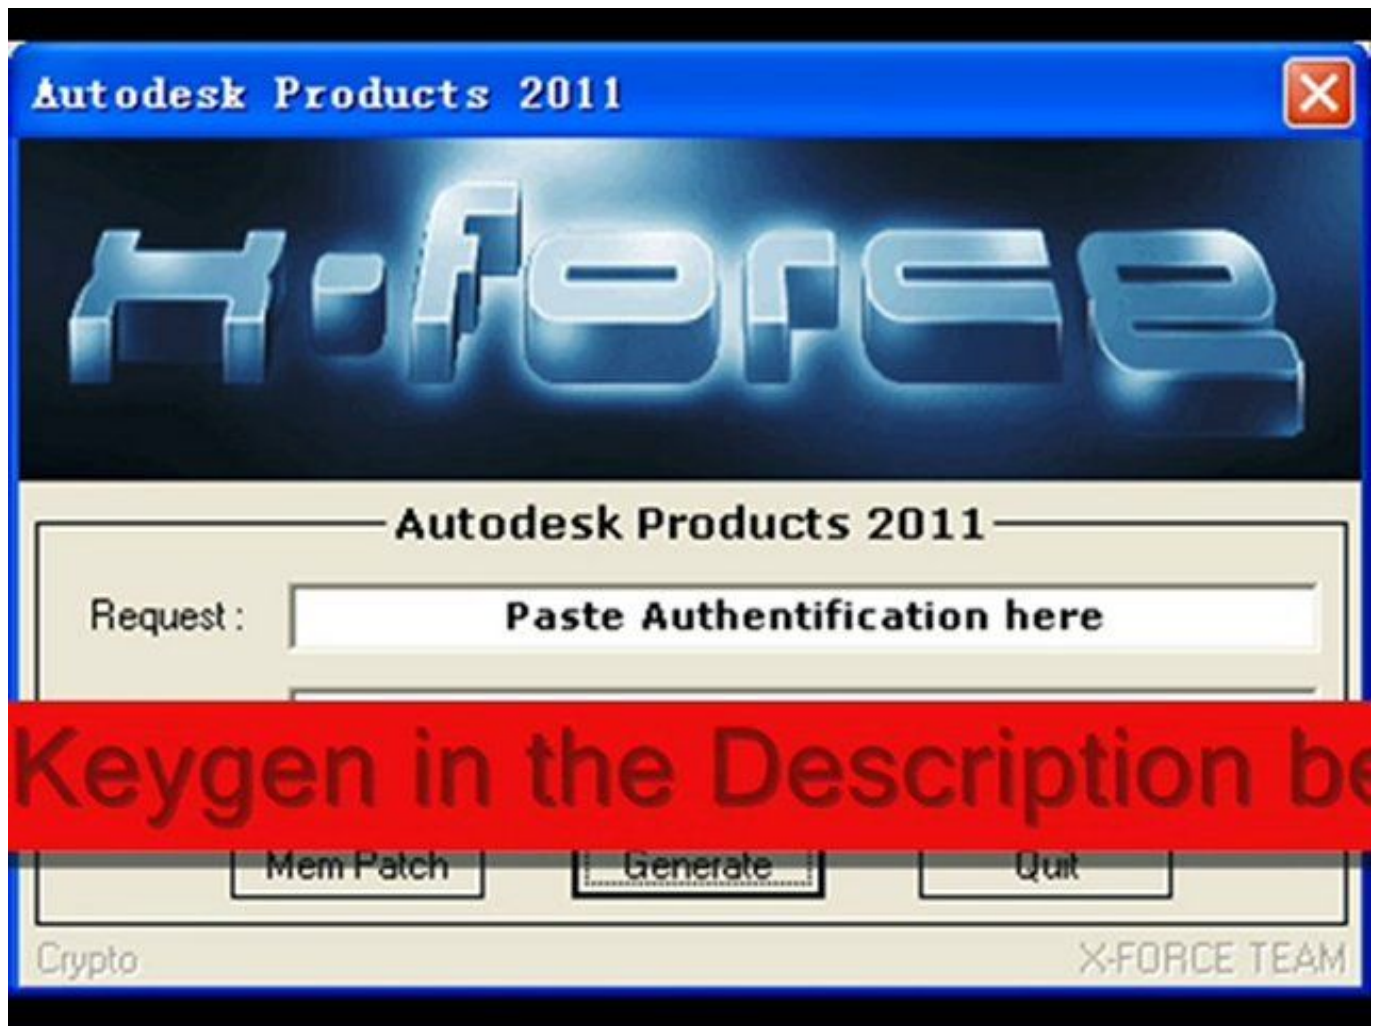 Autodesk Products 2011
X-force
Autodesk Products 2011
Request :
Paste Authentification here
Keygen in the Description be
Mem Patch
Generate
Quit
Crypto
X-FORCE TEAM